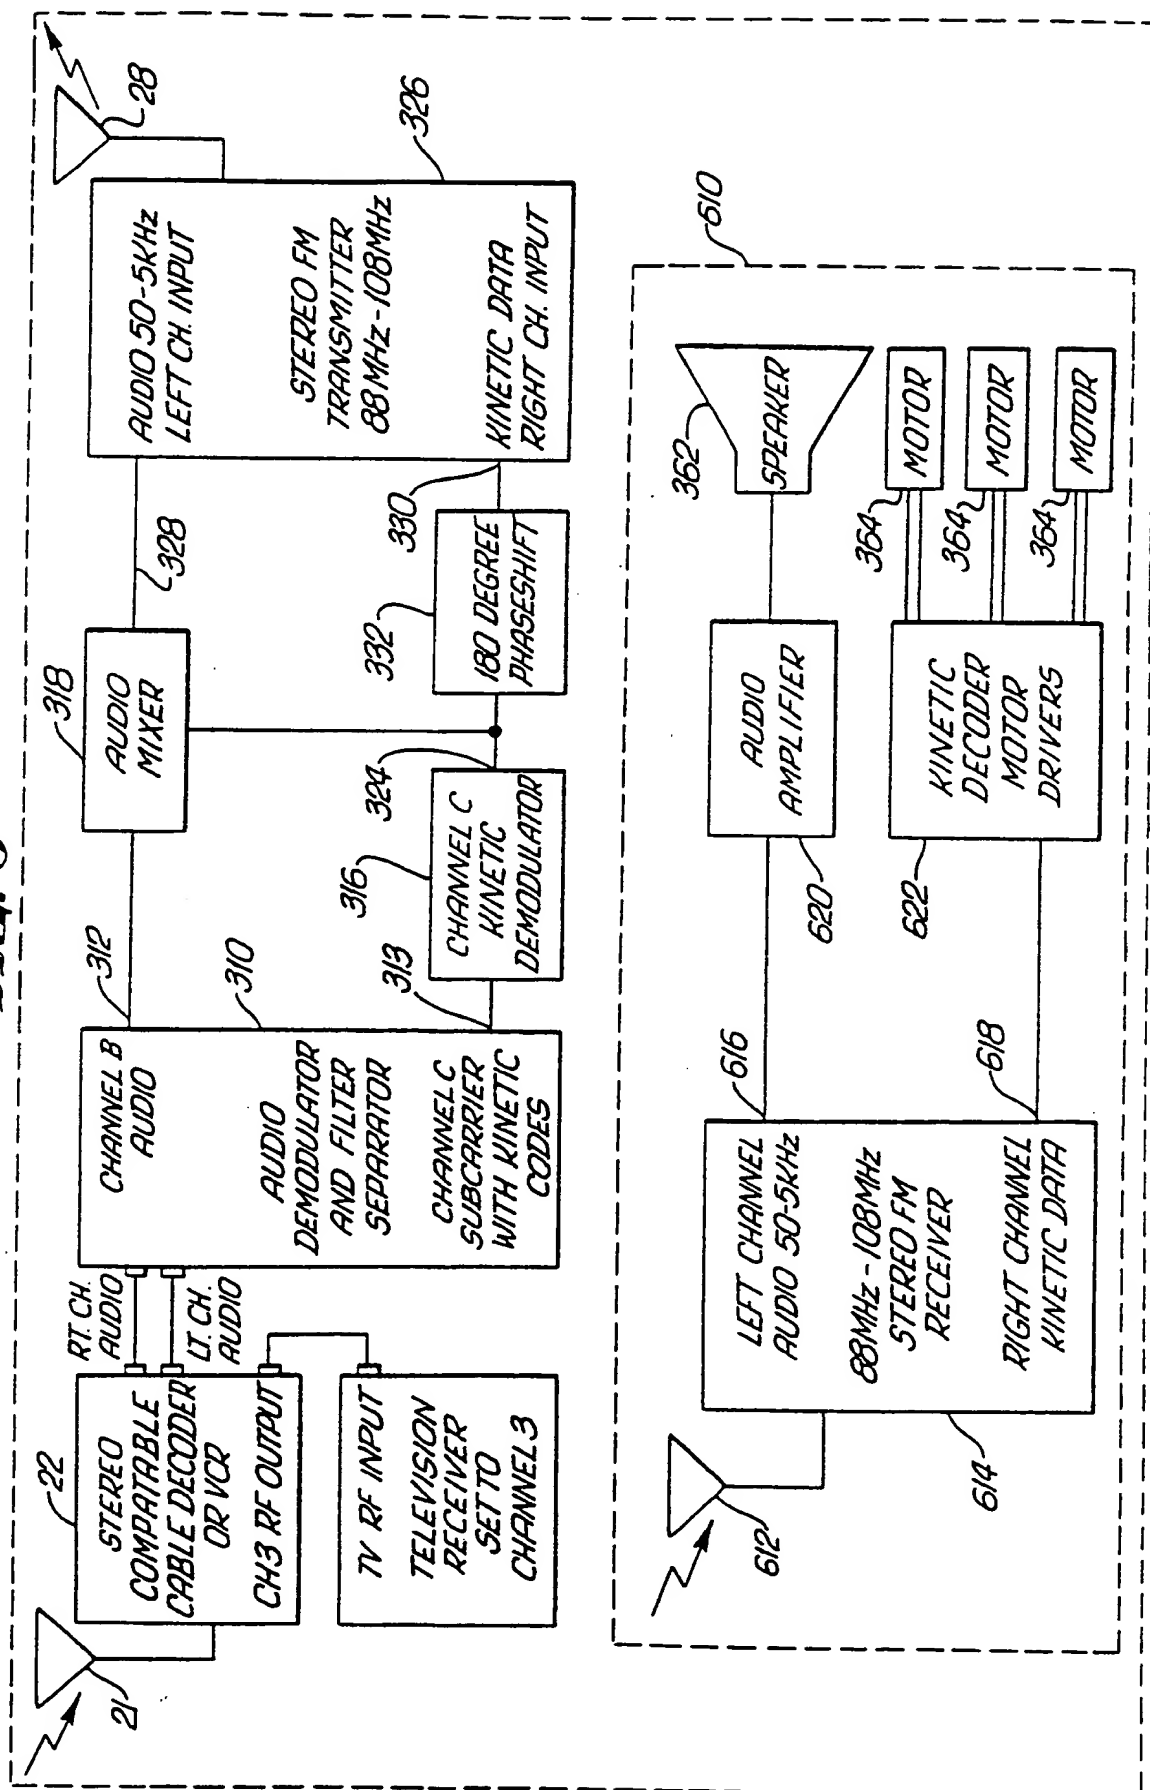 21
22
STEREO
COMPATABLE
CABLE DECODER
OR VCR
CH3 RF OUTPUT
RT. CH.
AUDIO
LT. CH.
AUDIO
TV RF INPUT
TELEVISION
RECEIVER
SET TO
CHANNEL 3
CHANNEL B
AUDIO
AUDIO
DEMODULATOR
AND FILTER
SEPARATOR
CHANNEL C
SUBCARRIER
WITH KINETIC
CODES
312
310
313
316
CHANNEL C
KINETIC
DEMODULATOR
324
318
AUDIO
MIXER
328
332
180 DEGREE
PHASESHIFT
330
AUDIO 50-5KHz
LEFT CH. INPUT
STEREO FM
TRANSMITTER
88MHz-108MHz
KINETIC DATA
RIGHT CH. INPUT
28
326
610
612
614
LEFT CHANNEL
AUDIO 50-5KHz
88MHz-108MHz
STEREO FM
RECEIVER
RIGHT CHANNEL
KINETIC DATA
616
618
620
AUDIO
AMPLIFIER
622
KINETIC
DECODER
MOTOR
DRIVERS
362
SPEAKER
364
MOTOR
364
MOTOR
364
MOTOR